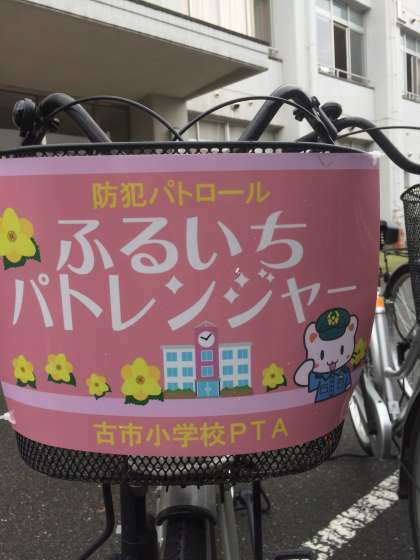 防犯パトロール
ふるいち
パトレンジャー
古市小学校PTA